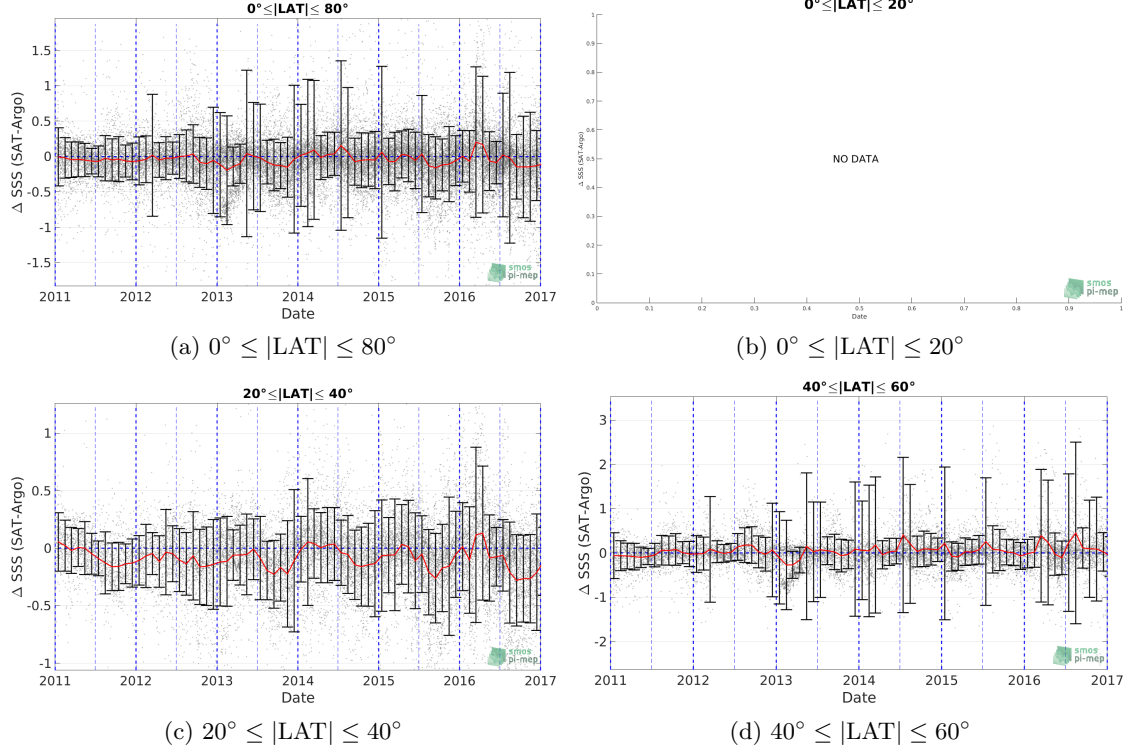 0°≤|LAT|≤ 80°
Δ SSS (SAT-Argo)
1.5
1
0.5
0
-0.5
-1
-1.5
2011 2012 2013 2014 2015 2016 2017
Date
smos
pi-mep
(a) 0° ≤ |LAT| ≤ 80°
0°≤|LAT|≤ 20°
Δ SSS (SAT-Argo)
1
0.9
0.8
0.7
0.6
0.5
0.4
0.3
0.2
0.1
0
NO DATA
0 0.1 0.2 0.3 0.4 0.5 0.6 0.7 0.8 0.9 1
Date
smos
pi-mep
(b) 0° ≤ |LAT| ≤ 20°
20°≤|LAT|≤ 40°
Δ SSS (SAT-Argo)
1
0.5
0
-0.5
-1
2011 2012 2013 2014 2015 2016 2017
Date
smos
pi-mep
(c) 20° ≤ |LAT| ≤ 40°
40°≤|LAT|≤ 60°
Δ SSS (SAT-Argo)
3
2
1
0
-1
-2
2011 2012 2013 2014 2015 2016 2017
Date
smos
pi-mep
(d) 40° ≤ |LAT| ≤ 60°